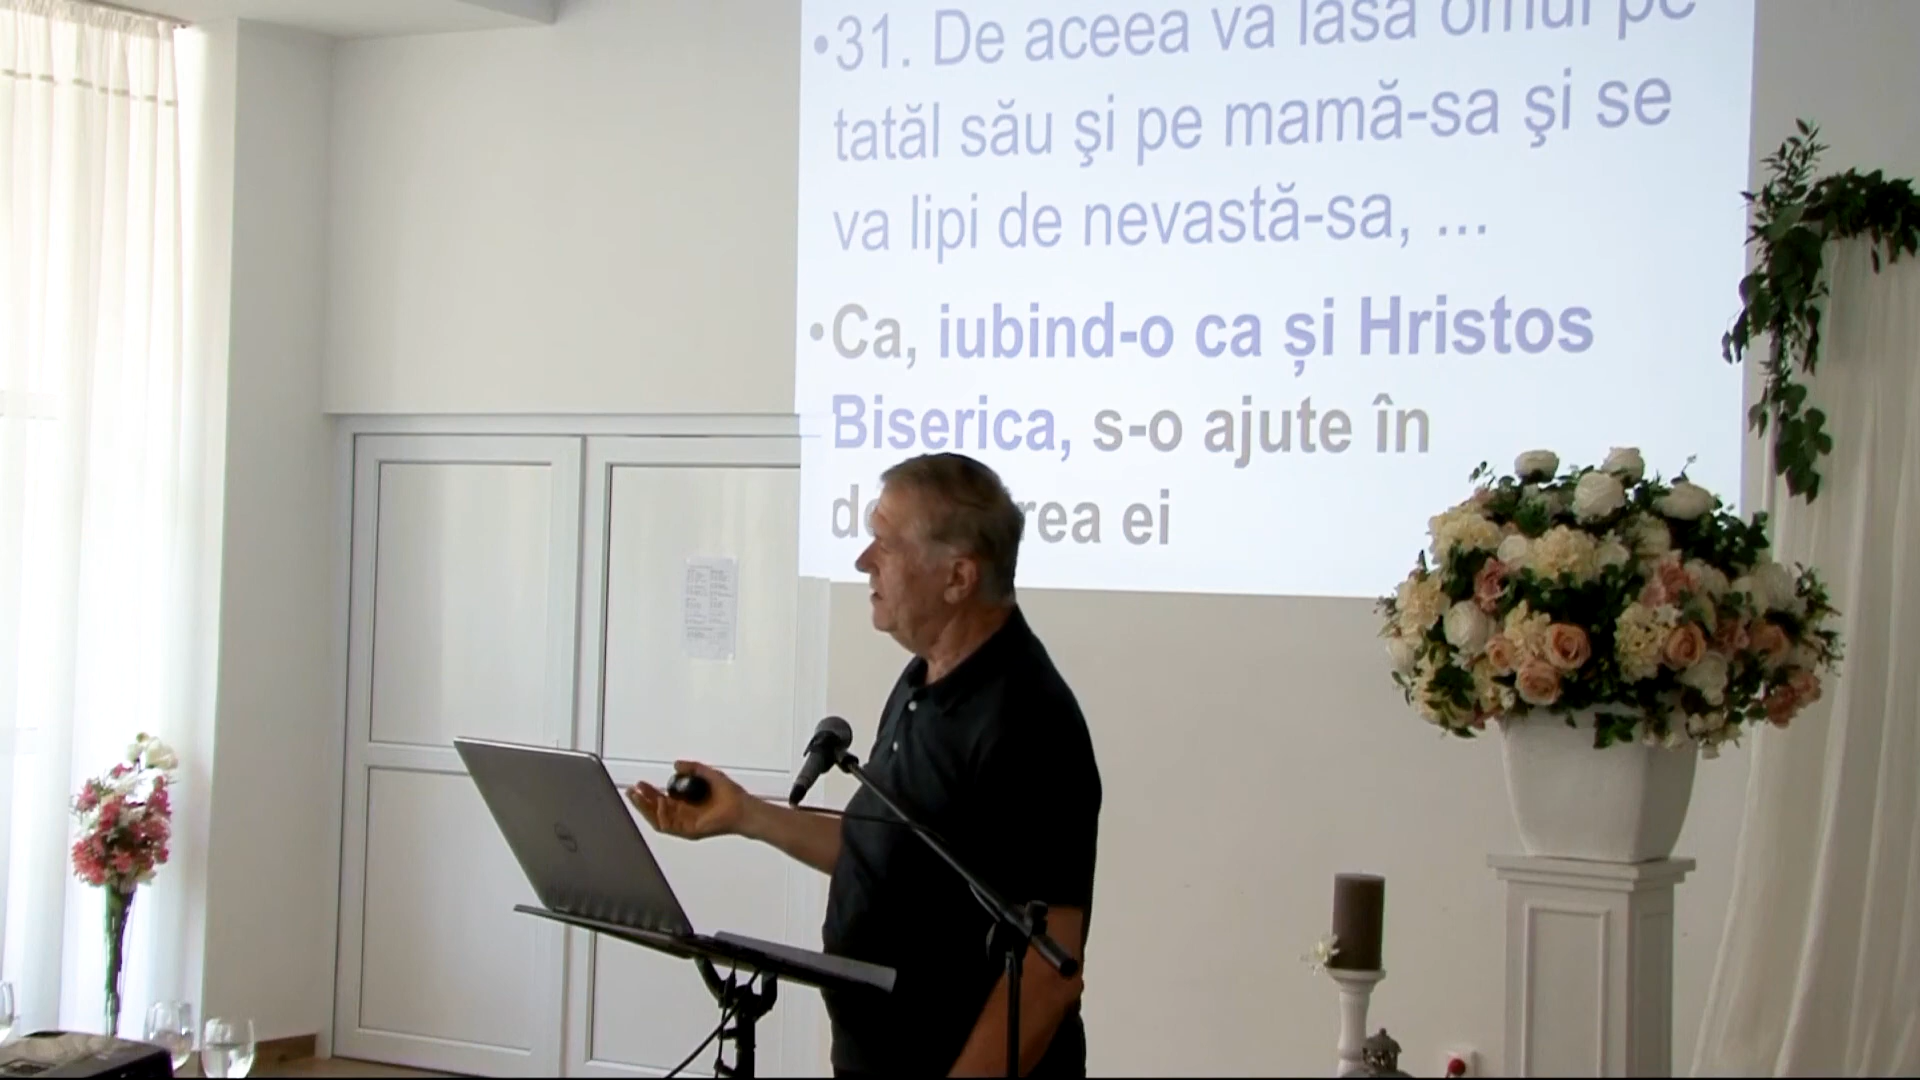 •31. De aceea va lăsa omul pe
tatăl său şi pe mamă-sa şi se
va lipi de nevastă-sa, ...
•Ca, iubind-o ca și Hristos
Biserica, s-o ajute în
ei